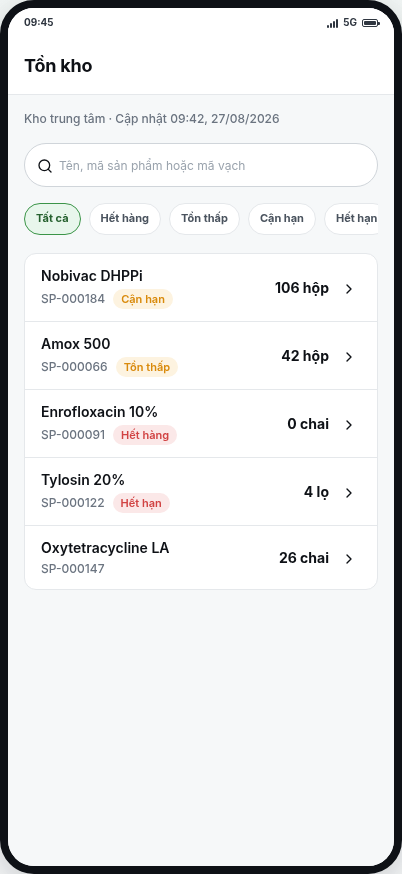 09:45 5G
Tồn kho
Kho trung tâm · Cập nhật 09:42, 27/08/2026
Tên, mã sản phẩm hoặc mã vạch
Tất cả Hết hàng Tồn thấp Cận hạn Hết hạn
Nobivac DHPPi
SP-000184 Cận hạn
106 hộp
Amox 500
SP-000066 Tồn thấp
42 hộp
Enrofloxacin 10%
SP-000091 Hết hàng
0 chai
Tylosin 20%
SP-000122 Hết hạn
4 lọ
Oxytetracycline LA
SP-000147
26 chai